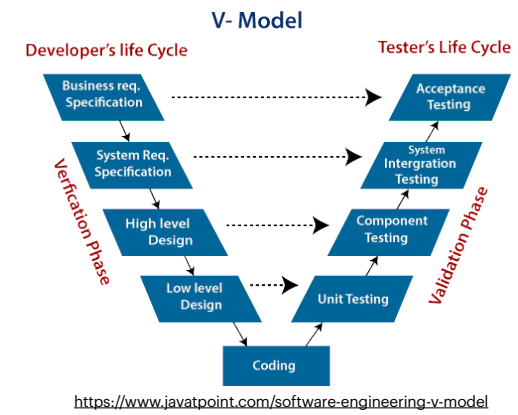 V- Model
Developer's life Cycle
Tester's Life Cycle
Business req.
Specification
Acceptance
Testing
System Req.
Specification
System
Intergration
Testing
Verfication Phase
Validation Phase
High level
Design
Component
Testing
Low level
Design
Unit Testing
Coding
https://www.javatpoint.com/software-engineering-v-model